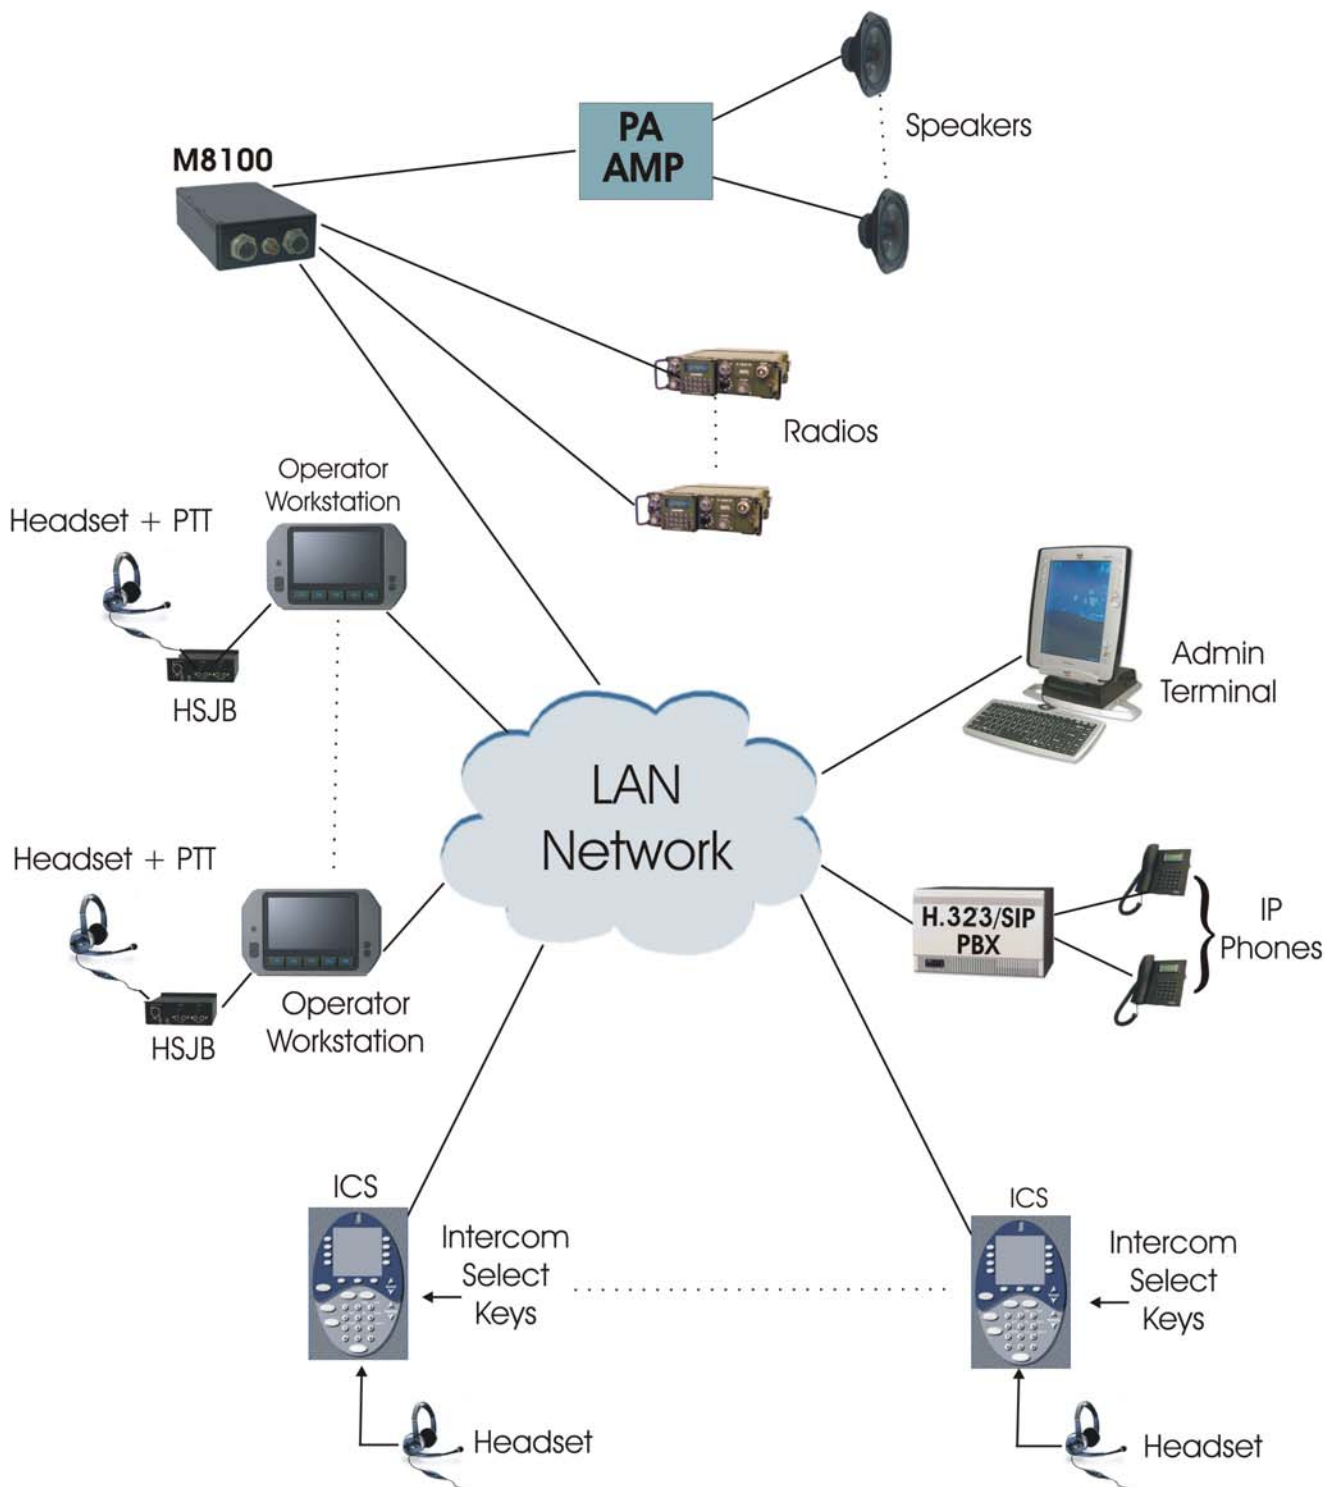 Speakers
PA
AMP
M8100
Radios
Operator
Workstation
Headset + PTT
HSJB
Admin
Terminal
LAN
Network
Headset + PTT
HSJB
Operator
Workstation
H.323/SIP
PBX
IP
Phones
ICS
Intercom
Select
Keys
Headset
ICS
Intercom
Select
Keys
Headset